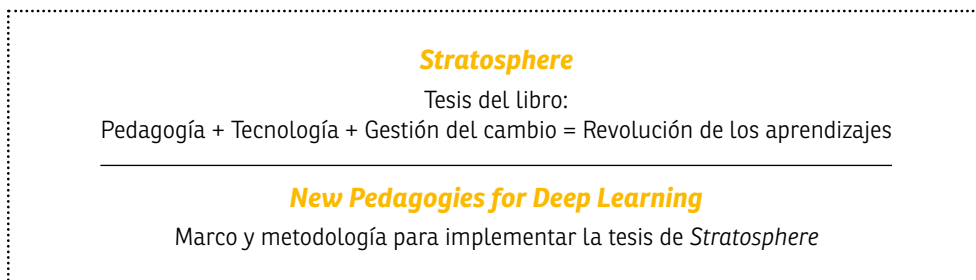 Stratosphere
Tesis del libro:
Pedagogía + Tecnología + Gestión del cambio = Revolución de los aprendizajes
New Pedagogies for Deep Learning
Marco y metodología para implementar la tesis de Stratosphere